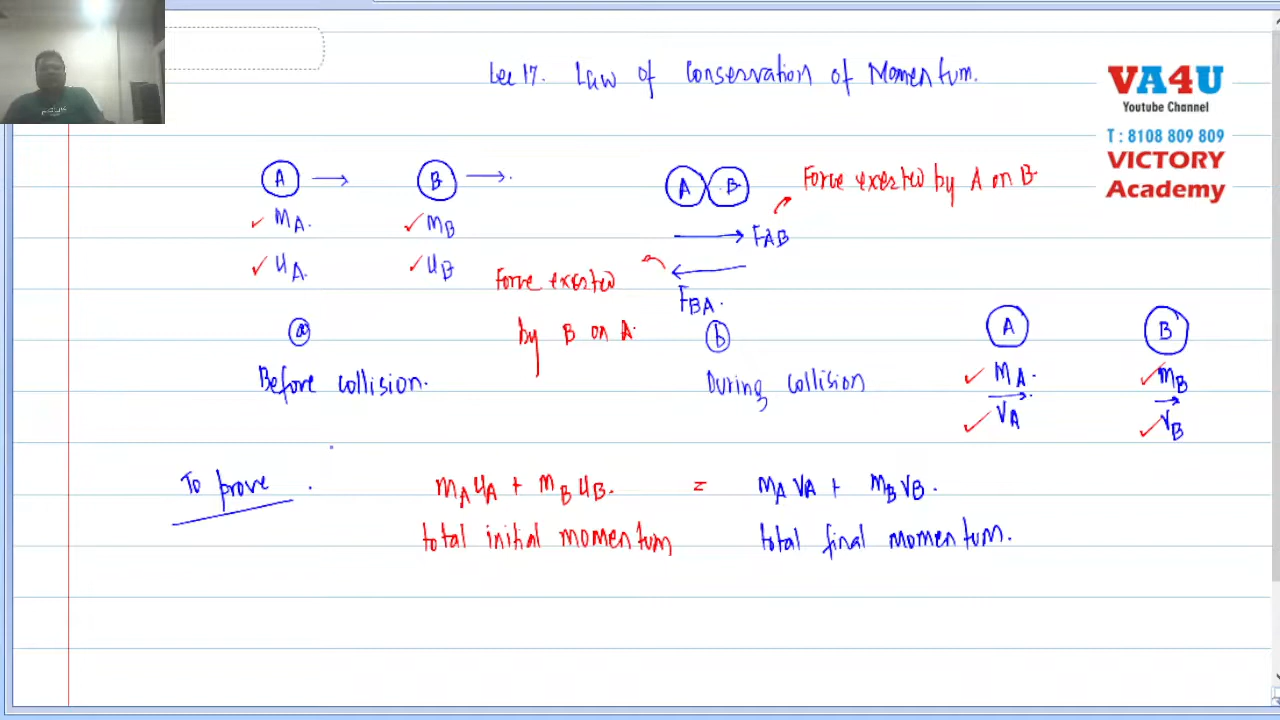 Lec 17. Law of Conservation of Momentum.
VA4U
Youtube Channel
T : 8108 809 809
VICTORY
Academy
A B
A B
Force exerted by A on B
mA. mB
FAB
uA. uB
Force exerted
by B on A.
FBA.
a
b
Before collision.
During collision
A B
mA. mB
vA vB
To prove. mAuA + mBuB. = mAvA + mBvB.
total initial momentum total final momentum.